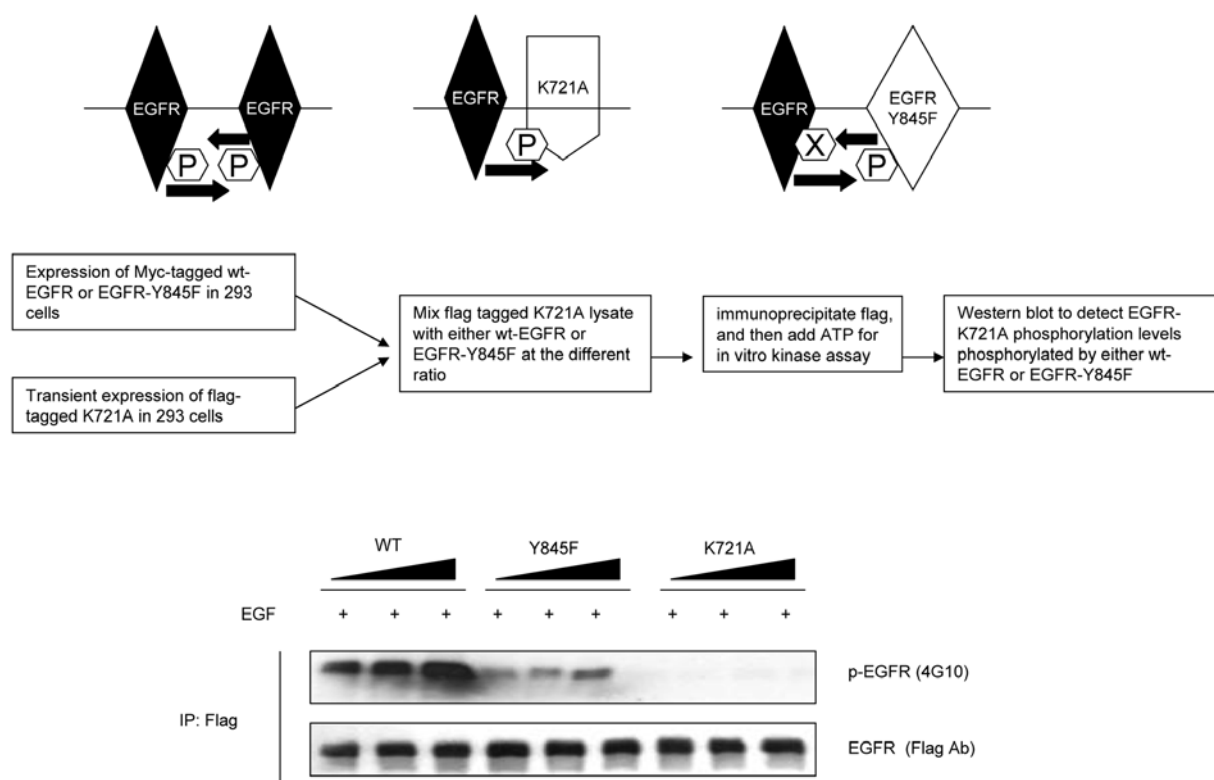 EGFR
EGFR
P
P
EGFR
K721A
P
EGFR
EGFR
Y845F
X
P
Expression of Myc-tagged wt-
EGFR or EGFR-Y845F in 293
cells
Transient expression of flag-
tagged K721A in 293 cells
Mix flag tagged K721A lysate
with either wt-EGFR or
EGFR-Y845F at the different
ratio
immunoprecipitate flag,
and then add ATP for
in vitro kinase assay
Western blot to detect EGFR-
K721A phosphorylation levels
phosphorylated by either wt-
EGFR or EGFR-Y845F
WT
Y845F
K721A
EGF + + + + + + + + +
p-EGFR (4G10)
IP: Flag
EGFR (Flag Ab)